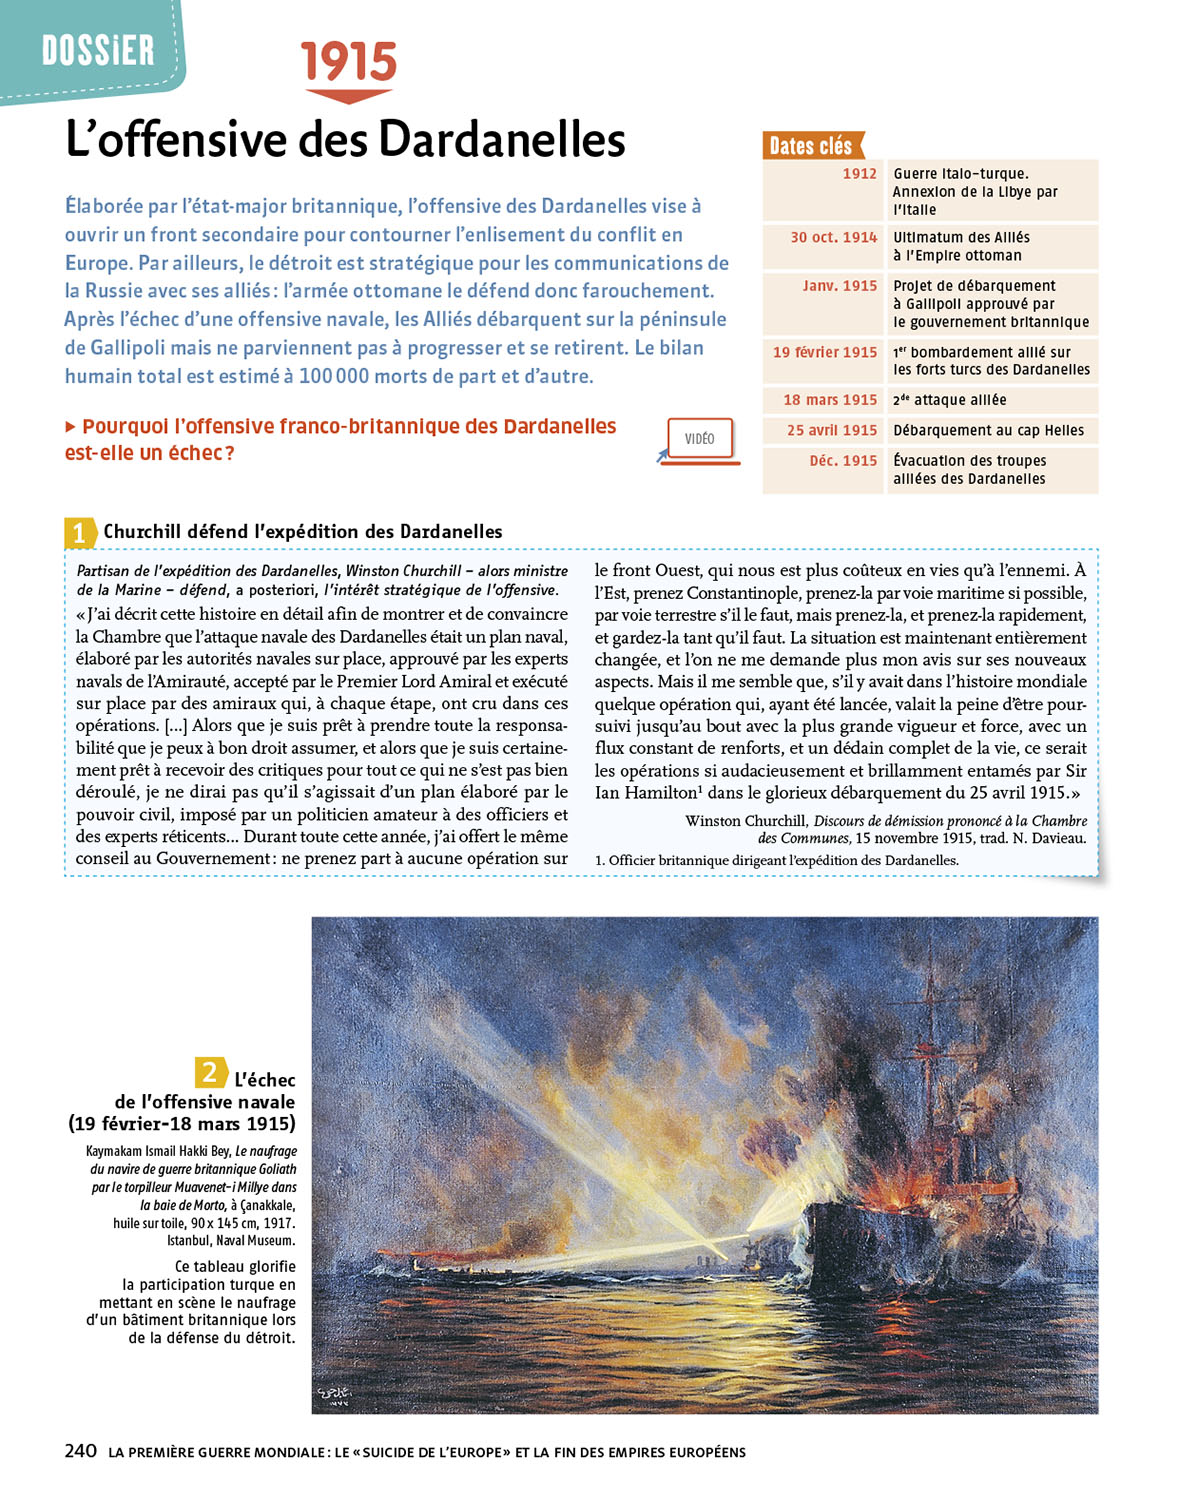 DOSSiER
1915
L'offensive des Dardanelles
Élaborée par l'état-major britannique, l'offensive des Dardanelles vise à
ouvrir un front secondaire pour contourner l'enlisement du conflit en
Europe. Par ailleurs, le détroit est stratégique pour les communications de
la Russie avec ses alliés : l'armée ottomane le défend donc farouchement.
Après l'échec d'une offensive navale, les Alliés débarquent sur la péninsule
de Gallipoli mais ne parviennent pas à progresser et se retirent. Le bilan
humain total est estimé à 100 000 morts de part et d'autre.
▶ Pourquoi l'offensive franco-britannique des Dardanelles
est-elle un échec ?
VIDÉO
Dates clés
1912 Guerre italo-turque.
Annexion de la Libye par
l'Italie
30 oct. 1914 Ultimatum des Alliés
à l'Empire ottoman
Janv. 1915 Projet de débarquement
à Gallipoli approuvé par
le gouvernement britannique
19 février 1915 1er bombardement allié sur
les forts turcs des Dardanelles
18 mars 1915 2de attaque alliée
25 avril 1915 Débarquement au cap Helles
Déc. 1915 Évacuation des troupes
alliées des Dardanelles
1 Churchill défend l'expédition des Dardanelles
Partisan de l'expédition des Dardanelles, Winston Churchill – alors ministre
de la Marine – défend, a posteriori, l'intérêt stratégique de l'offensive.
« J'ai décrit cette histoire en détail afin de montrer et de convaincre
la Chambre que l'attaque navale des Dardanelles était un plan naval,
élaboré par les autorités navales sur place, approuvé par les experts
navals de l'Amirauté, accepté par le Premier Lord Amiral et exécuté
sur place par des amiraux qui, à chaque étape, ont cru dans ces
opérations. [...] Alors que je suis prêt à prendre toute la responsa-
bilité que je peux à bon droit assumer, et alors que je suis certaine-
ment prêt à recevoir des critiques pour tout ce qui ne s'est pas bien
déroulé, je ne dirai pas qu'il s'agissait d'un plan élaboré par le
pouvoir civil, imposé par un politicien amateur à des officiers et
des experts réticents... Durant toute cette année, j'ai offert le même
conseil au Gouvernement : ne prenez part à aucune opération sur
le front Ouest, qui nous est plus coûteux en vies qu'à l'ennemi. À
l'Est, prenez Constantinople, prenez-la par voie maritime si possible,
par voie terrestre s'il le faut, mais prenez-la, et prenez-la rapidement,
et gardez-la tant qu'il faut. La situation est maintenant entièrement
changée, et l'on ne me demande plus mon avis sur ses nouveaux
aspects. Mais il me semble que, s'il y avait dans l'histoire mondiale
quelque opération qui, ayant été lancée, valait la peine d'être pour-
suivi jusqu'au bout avec la plus grande vigueur et force, avec un
flux constant de renforts, et un dédain complet de la vie, ce serait
les opérations si audacieusement et brillamment entamés par Sir
Ian Hamilton¹ dans le glorieux débarquement du 25 avril 1915. »
Winston Churchill, Discours de démission prononcé à la Chambre
des Communes, 15 novembre 1915, trad. N. Davieau.
1. Officier britannique dirigeant l'expédition des Dardanelles.
2 L'échec
de l'offensive navale
(19 février-18 mars 1915)
Kaymakam Ismail Hakki Bey, Le naufrage
du navire de guerre britannique Goliath
par le torpilleur Muavenet-i Millye dans
la baie de Morto, à Çanakkale,
huile sur toile, 90 x 145 cm, 1917.
Istanbul, Naval Museum.
Ce tableau glorifie
la participation turque en
mettant en scène le naufrage
d'un bâtiment britannique lors
de la défense du détroit.
240 LA PREMIÈRE GUERRE MONDIALE : LE « SUICIDE DE L'EUROPE » ET LA FIN DES EMPIRES EUROPÉENS